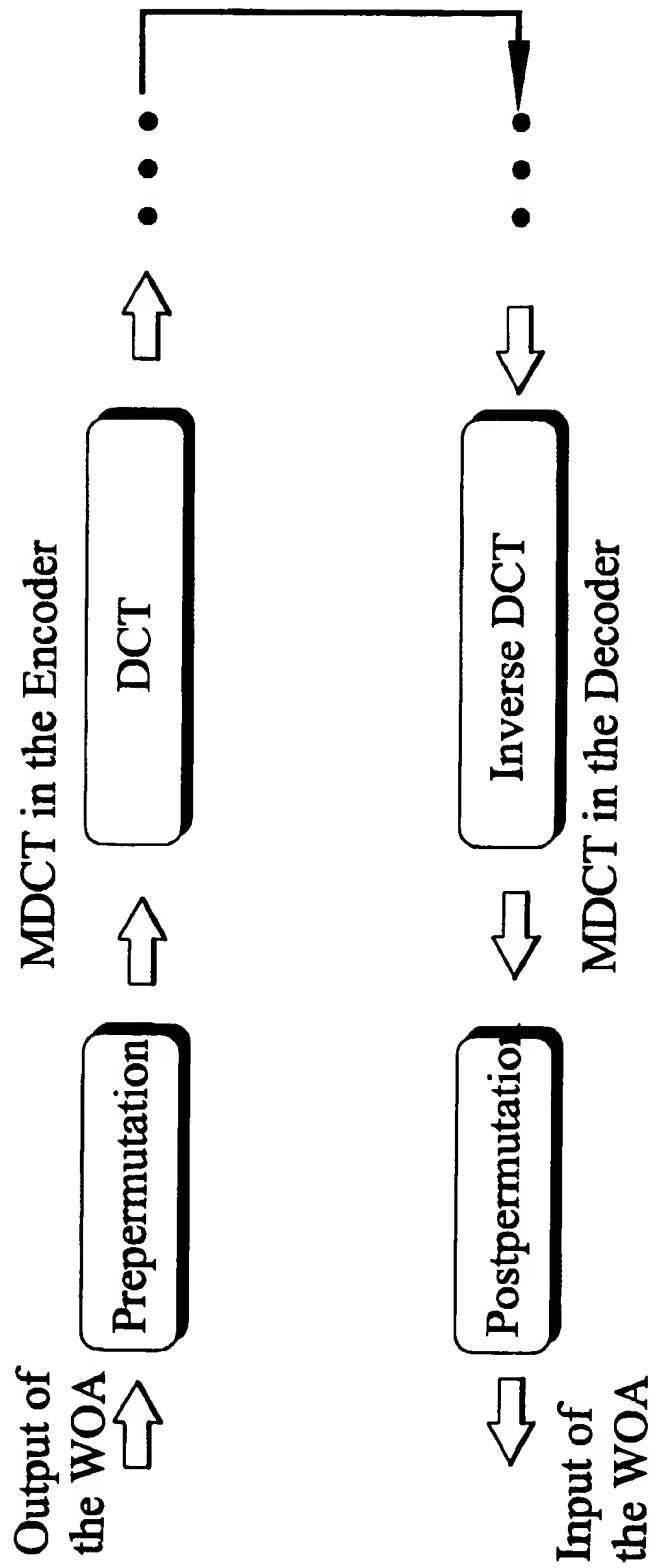 MDCT in the Encoder
Output of
the WOA
Prepermutation
DCT
Input of
the WOA
Postpermutation
Inverse DCT
MDCT in the Decoder